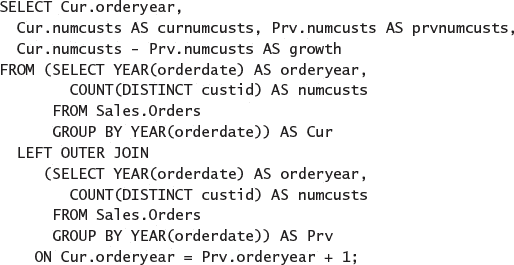 SELECT Cur.orderyear,
  Cur.numcusts AS curnumcusts, Prv.numcusts AS prvnumcusts,
  Cur.numcusts - Prv.numcusts AS growth
FROM (SELECT YEAR(orderdate) AS orderyear,
        COUNT(DISTINCT custid) AS numcusts
      FROM Sales.Orders
      GROUP BY YEAR(orderdate)) AS Cur
  LEFT OUTER JOIN
     (SELECT YEAR(orderdate) AS orderyear,
        COUNT(DISTINCT custid) AS numcusts
      FROM Sales.Orders
      GROUP BY YEAR(orderdate)) AS Prv
    ON Cur.orderyear = Prv.orderyear + 1;